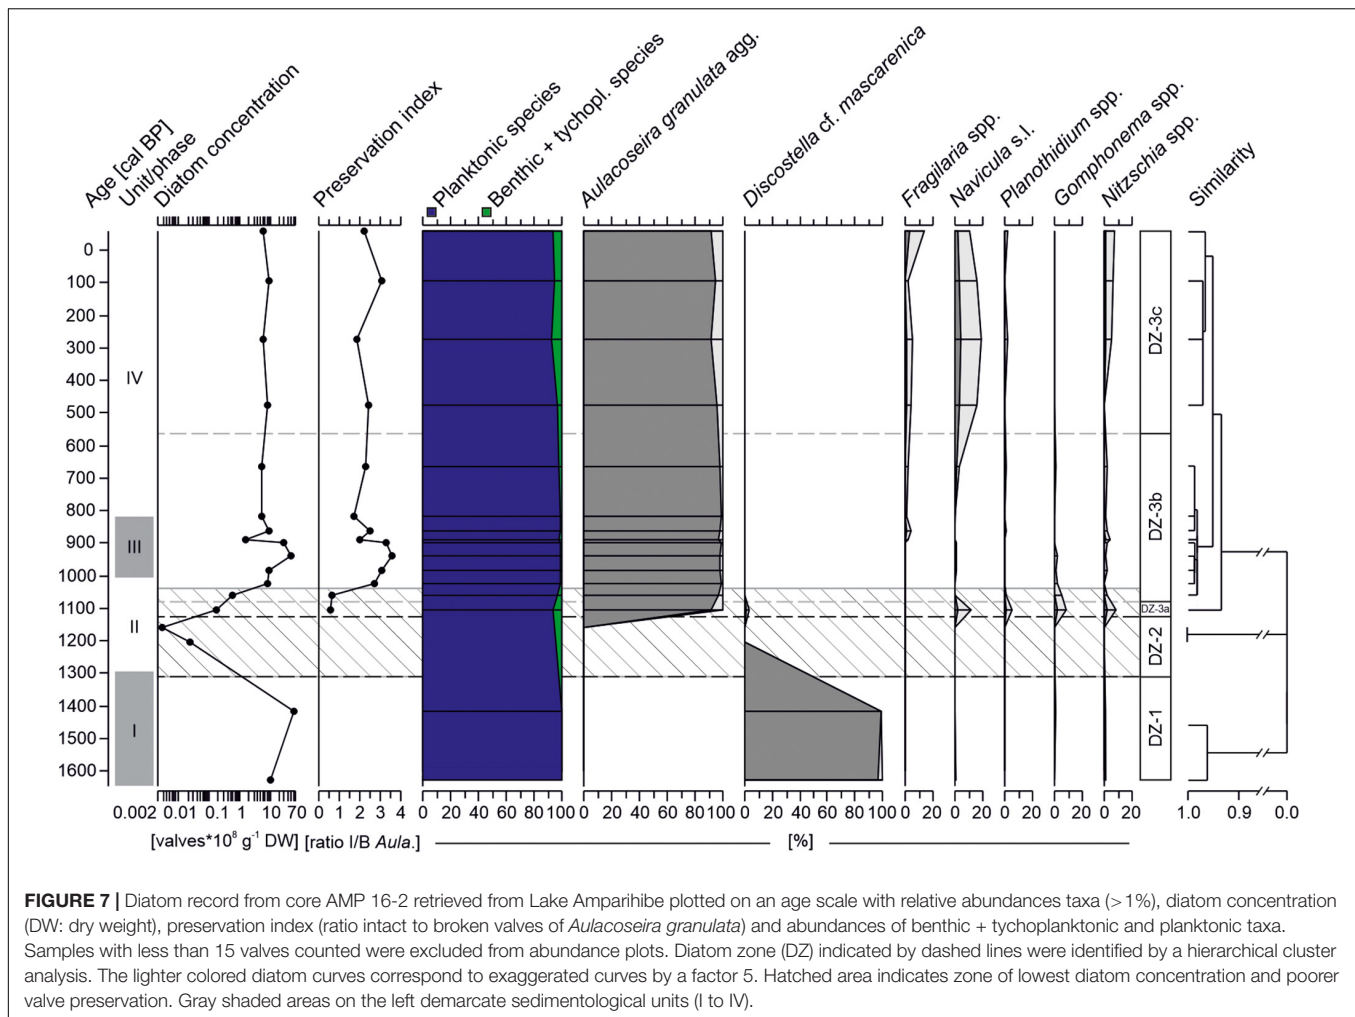 Age [cal BP]
Unit/phase
Diatom concentration
Preservation index
Planktonic species
Benthic + tychopl. species
Aulacoseira granulata agg.
Discostella cf. mascarenica
Fragilaria spp.
Navicula s.l.
Planothidium spp.
Gomphonema spp.
Nitzschia spp.
Similarity
0
100
200
300
400
500
600
700
800
900
1000
1100
1200
1300
1400
1500
1600
IV
III
II
I
DZ-3c
DZ-3b
DZ-3a
DZ-2
DZ-1
0.002 0.01 0.1 1 10 70
0 1 2 3 4
0 20 40 60 80 100
0 20 40 60 80 100
0 20 40 60 80 100
0 20
0 20
0 20
0 20
0 20
1.0 0.9 0.0
[valves*10⁸ g⁻¹ DW] [ratio I/B Aula.] [%]
FIGURE 7 | Diatom record from core AMP 16-2 retrieved from Lake Amparihibe plotted on an age scale with relative abundances taxa (>1%), diatom concentration
(DW: dry weight), preservation index (ratio intact to broken valves of Aulacoseira granulata) and abundances of benthic + tychoplanktonic and planktonic taxa.
Samples with less than 15 valves counted were excluded from abundance plots. Diatom zone (DZ) indicated by dashed lines were identified by a hierarchical cluster
analysis. The lighter colored diatom curves correspond to exaggerated curves by a factor 5. Hatched area indicates zone of lowest diatom concentration and poorer
valve preservation. Gray shaded areas on the left demarcate sedimentological units (I to IV).